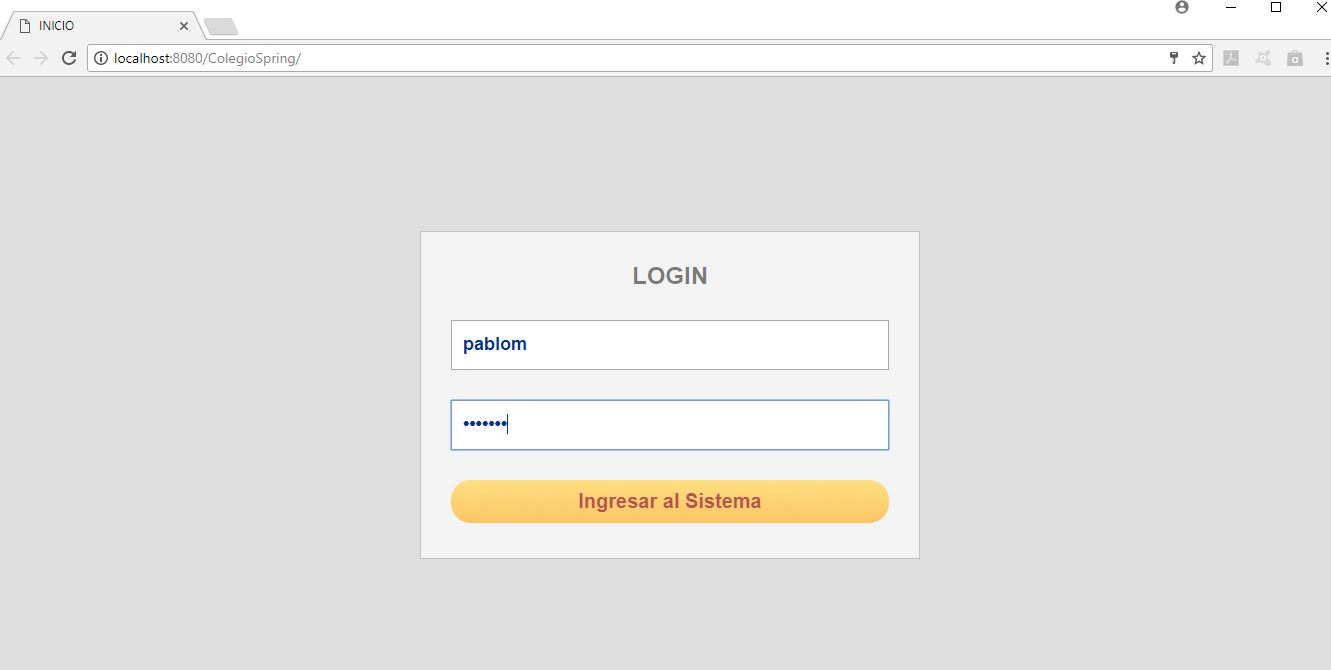 INICIO
localhost:8080/ColegioSpring/
LOGIN
pablom
•••••••
Ingresar al Sistema